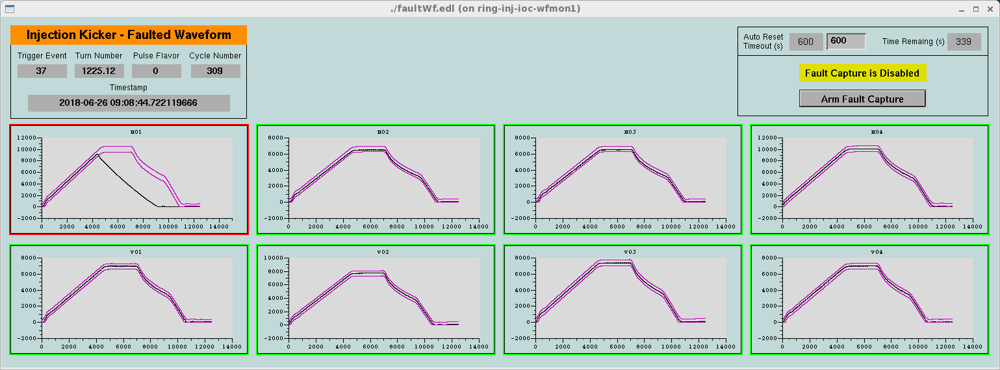 ./faultWf.edl (on ring-inj-ioc-wfmon1)
Injection Kicker - Faulted Waveform
Trigger Event Turn Number Pulse Flavor Cycle Number
37 1225.12 0 309
Timestamp
2018-06-26 09:08:44.722119666
Auto Reset
Timeout (s) 600 600 Time Remaing (s) 339
Fault Capture is Disabled
Arm Fault Capture
H01
12000
10000
8000
6000
4000
2000
0
-2000
0 2000 4000 6000 8000 10000 12000 14000
H02
8000
6000
4000
2000
0
-2000
0 2000 4000 6000 8000 10000 12000 14000
H03
8000
6000
4000
2000
0
-2000
0 2000 4000 6000 8000 10000 12000 14000
H04
12000
10000
8000
6000
4000
2000
0
-2000
0 2000 4000 6000 8000 10000 12000 14000
V01
8000
6000
4000
2000
0
-2000
0 2000 4000 6000 8000 10000 12000 14000
V02
10000
8000
6000
4000
2000
0
-2000
0 2000 4000 6000 8000 10000 12000 14000
V03
8000
6000
4000
2000
0
-2000
0 2000 4000 6000 8000 10000 12000 14000
V04
8000
6000
4000
2000
0
-2000
0 2000 4000 6000 8000 10000 12000 14000